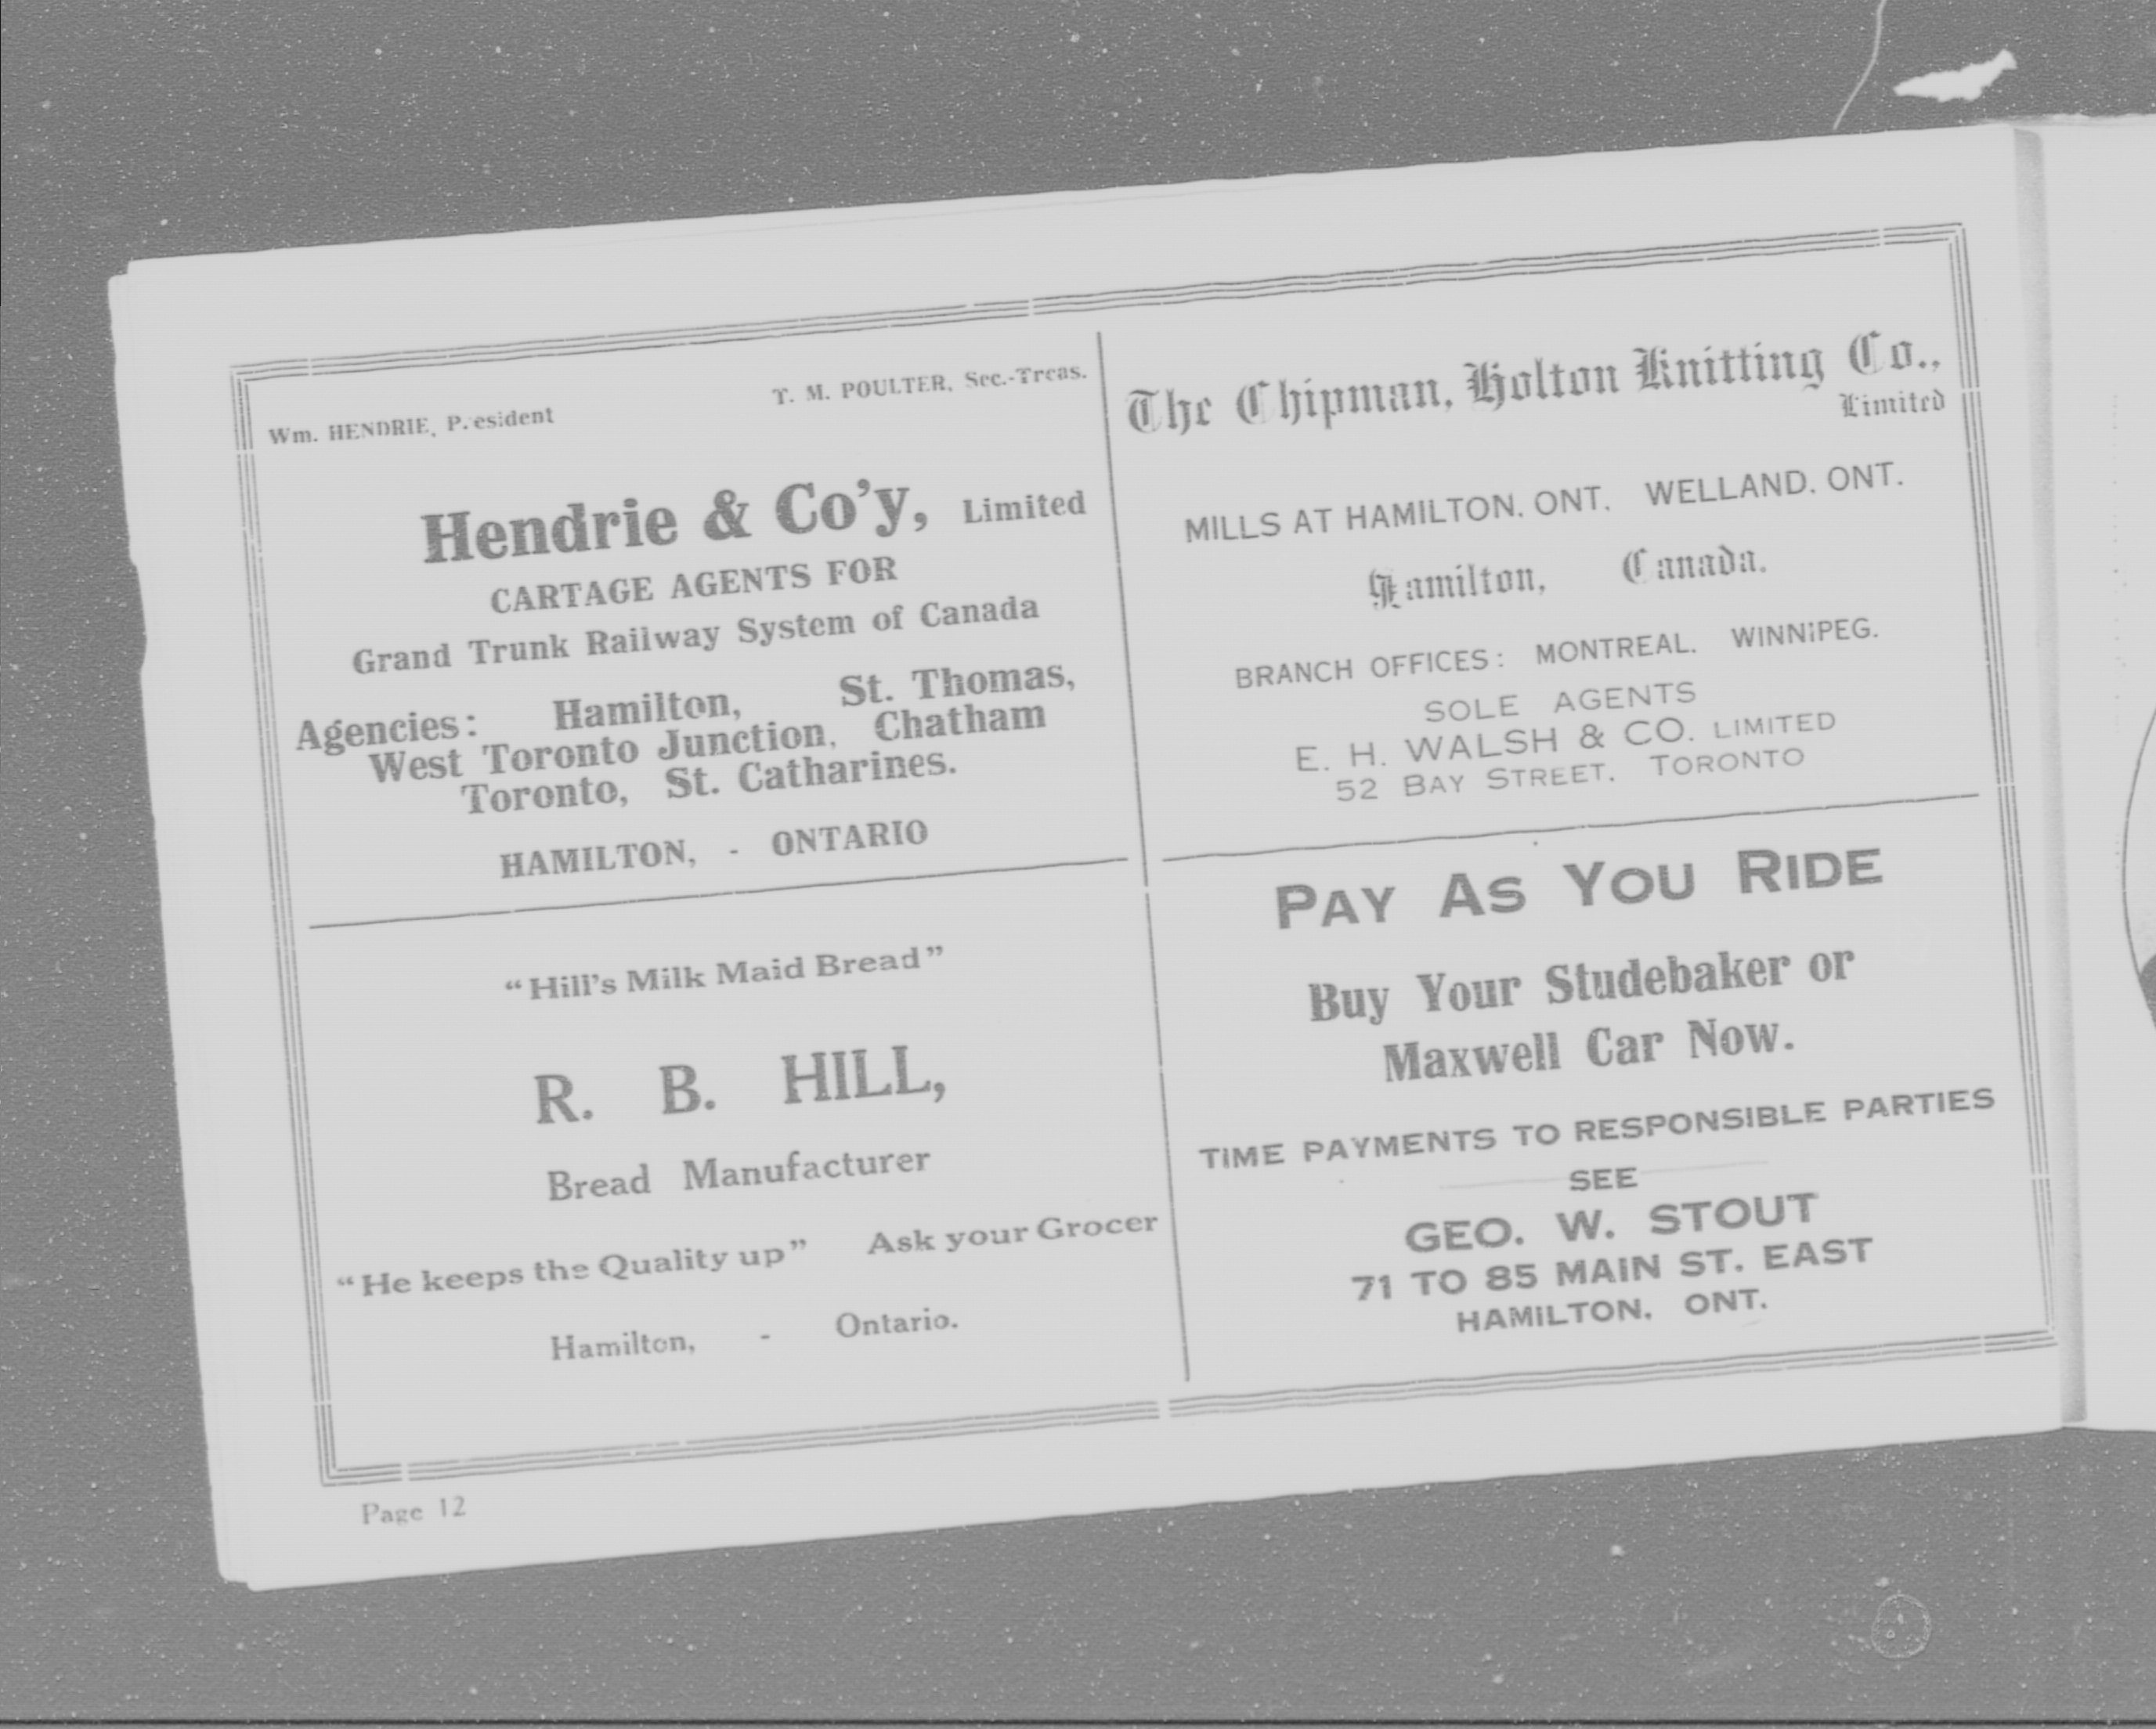 Wm. HENDRIE, President
T. M. POULTER, Sec.-Treas.
Hendrie & Co'y, Limited
CARTAGE AGENTS FOR
Grand Trunk Railway System of Canada
Agencies: Hamilton, St. Thomas,
West Toronto Junction, Chatham
Toronto, St. Catharines.
HAMILTON, - ONTARIO
"Hill's Milk Maid Bread"
R. B. HILL,
Bread Manufacturer
"He keeps the Quality up" Ask your Grocer
Hamilton, - Ontario.
The Chipman, Holton Knitting Co.,
Limited
MILLS AT HAMILTON, ONT. WELLAND, ONT.
Hamilton, Canada.
BRANCH OFFICES: MONTREAL. WINNIPEG.
SOLE AGENTS
E. H. WALSH & CO. LIMITED
52 BAY STREET, TORONTO
PAY AS YOU RIDE
Buy Your Studebaker or
Maxwell Car Now.
TIME PAYMENTS TO RESPONSIBLE PARTIES
SEE
GEO. W. STOUT
71 TO 85 MAIN ST. EAST
HAMILTON, ONT.
Page 12